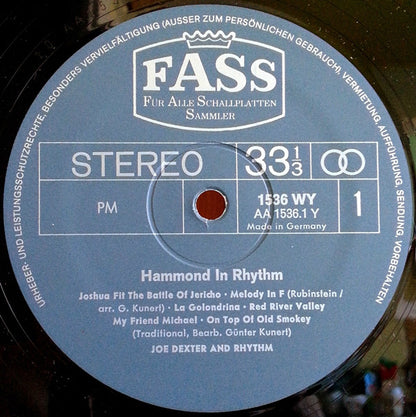 URHEBER- UND LEISTUNGSSCHUTZRECHTE, BESONDERS VERVIELFÄLTIGUNG (AUSSER ZUM PERSÖNLICHEN GEBRAUCH), VERMIETUNG, AUFFÜHRUNG, SENDUNG, VORBEHALTEN
FASS
FÜR ALLE SCHALLPLATTEN
SAMMLER
STEREO 33 1/3
PM
1536 WY
AA 1536.1 Y
Made in Germany
1
Hammond In Rhythm
Joshua Fit The Battle Of Jericho · Melody In F (Rubinstein /
arr. G. Kunert) · La Golondrina · Red River Valley
My Friend Michael · On Top Of Old Smokey
(Traditional, Bearb. Günter Kunert)
JOE DEXTER AND RHYTHM